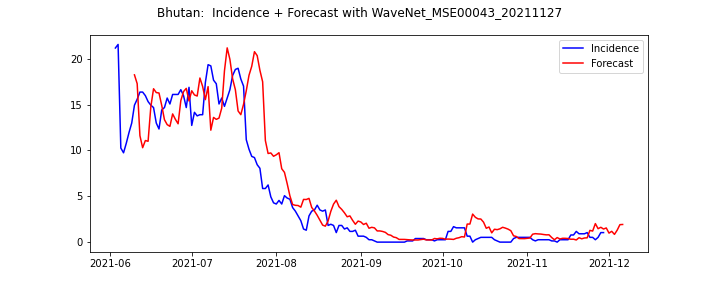 Bhutan:  Incidence + Forecast with WaveNet_MSE00043_20211127
Incidence
Forecast
20
15
10
5
0
2021-06 2021-07 2021-08 2021-09 2021-10 2021-11 2021-12